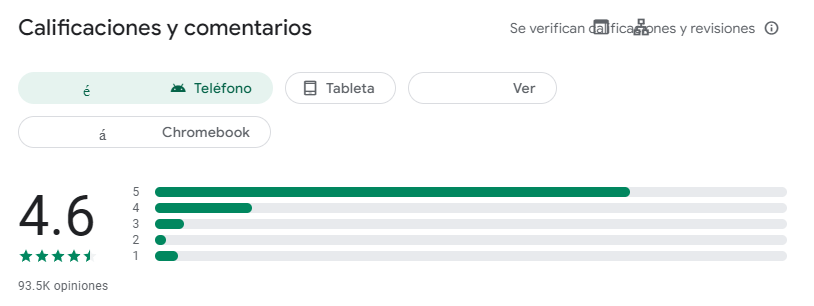 Calificaciones y comentarios
Se verifican calificaciones y revisiones
é Teléfono Tableta Ver
á Chromebook
4.6
5
4
3
2
1
93.5K opiniones